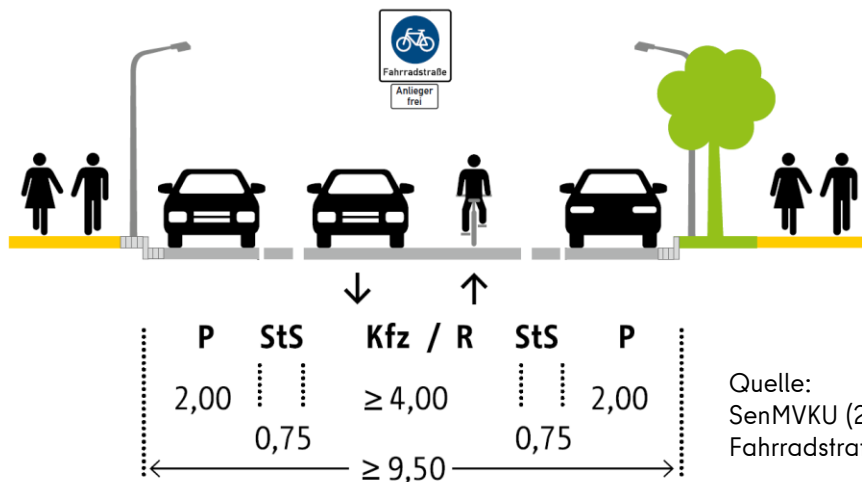 Fahrradstraße
Anlieger
frei
P StS Kfz / R StS P
2,00 ≥ 4,00 2,00
0,75 0,75
≥ 9,50
Quelle:
SenMVKU (2
Fahrradstra